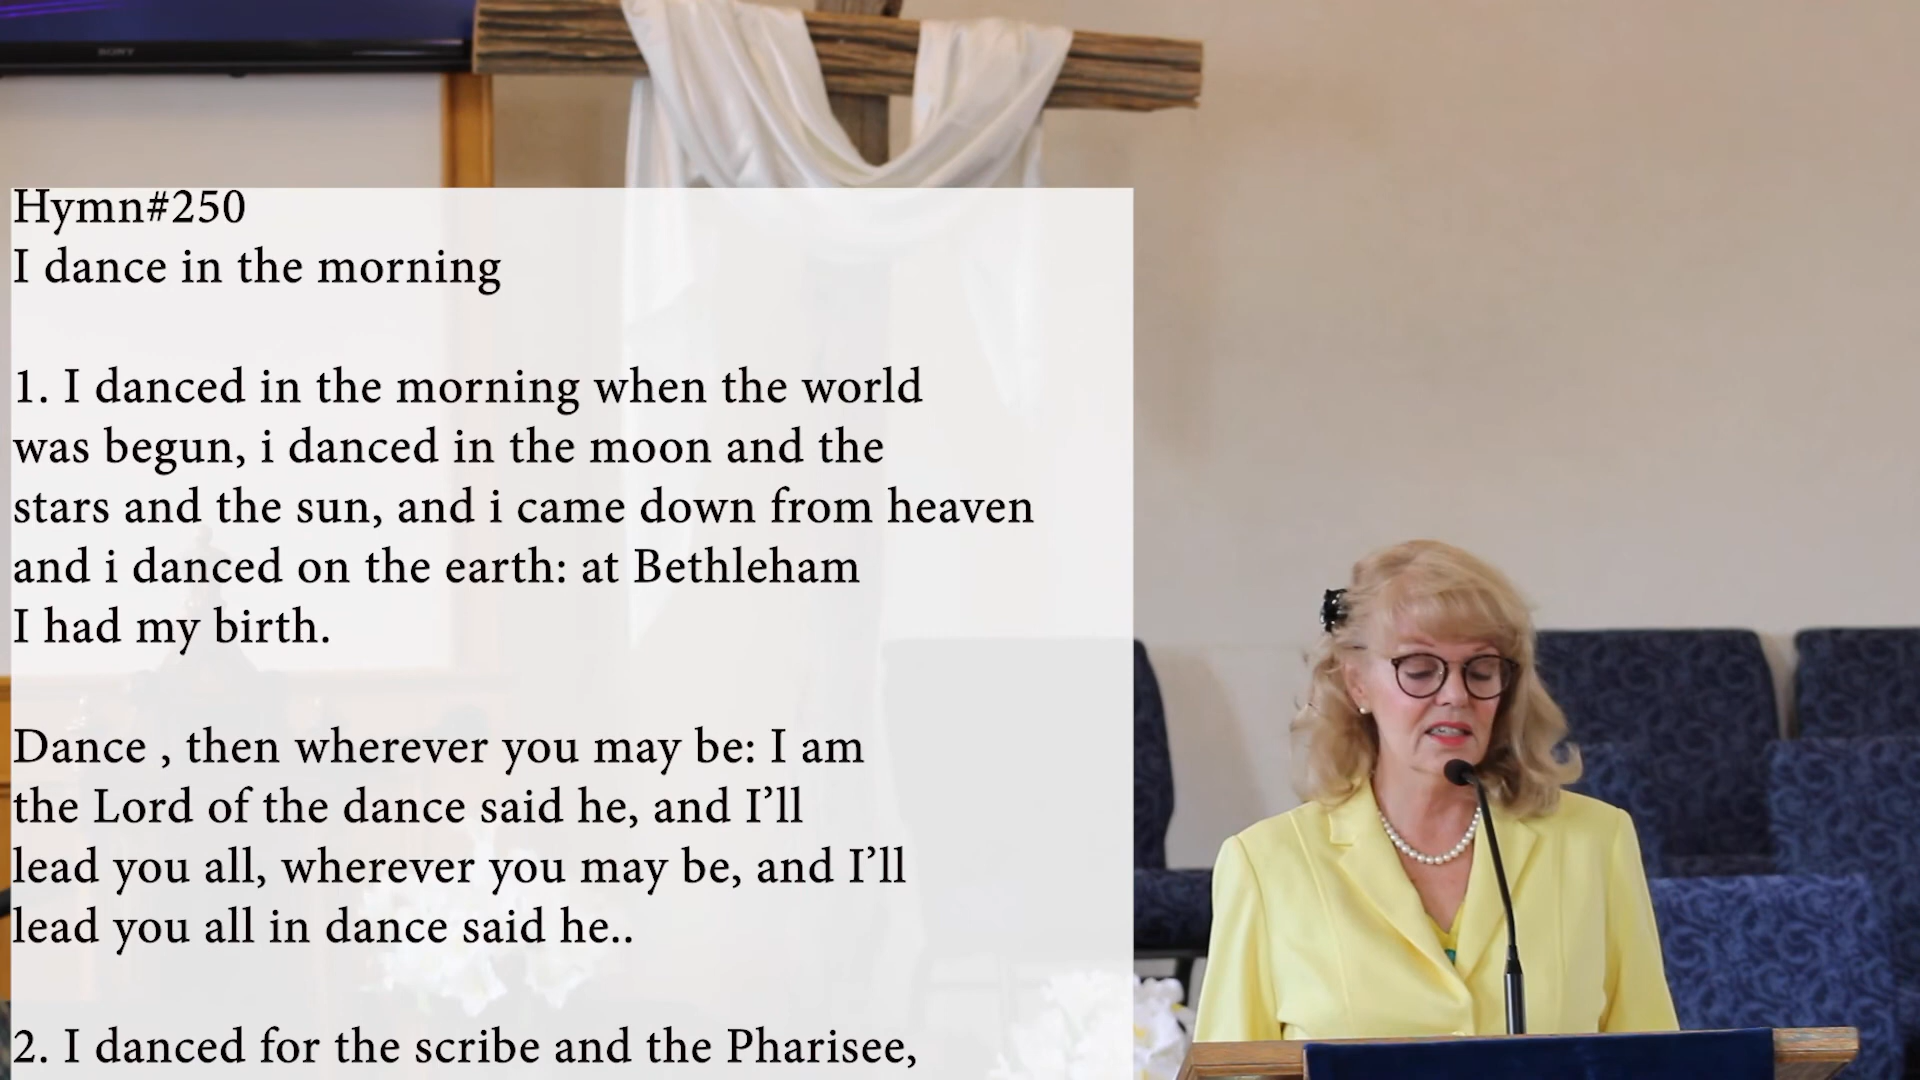 SONY
Hymn#250
I dance in the morning
1. I danced in the morning when the world
was begun, i danced in the moon and the
stars and the sun, and i came down from heaven
and i danced on the earth: at Bethleham
I had my birth.
Dance , then wherever you may be: I am
the Lord of the dance said he, and I’ll
lead you all, wherever you may be, and I’ll
lead you all in dance said he..
2. I danced for the scribe and the Pharisee,